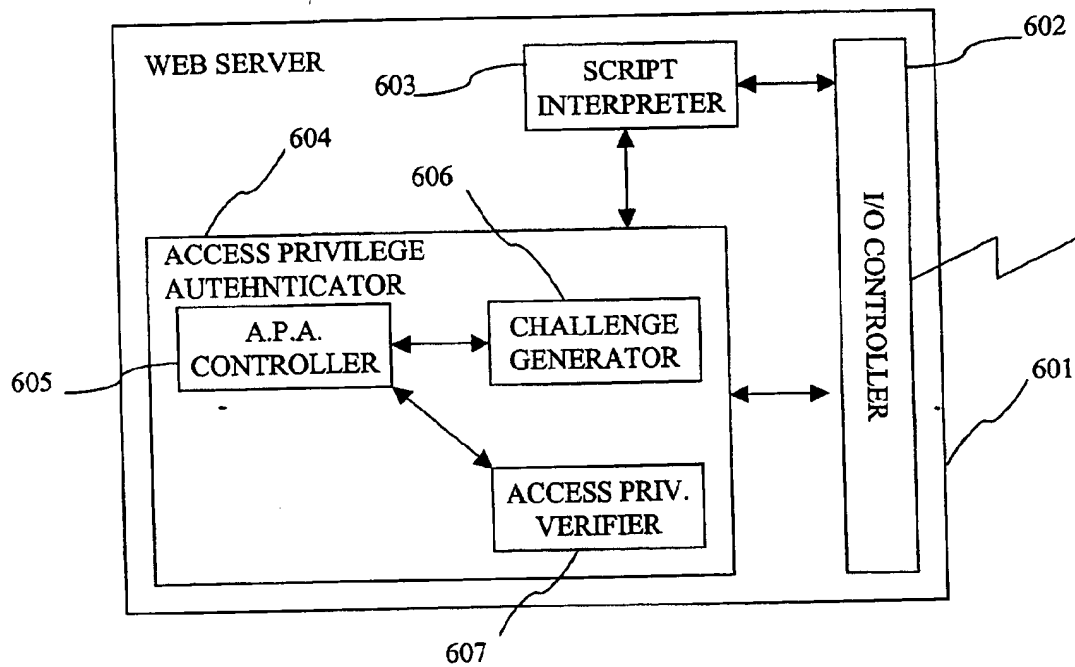 WEB SERVER
603
SCRIPT
INTERPRETER
602
604
606
I/O CONTROLLER
ACCESS PRIVILEGE
AUTEHNTICATOR
A.P.A.
CONTROLLER
CHALLENGE
GENERATOR
605
601
ACCESS PRIV.
VERIFIER
607